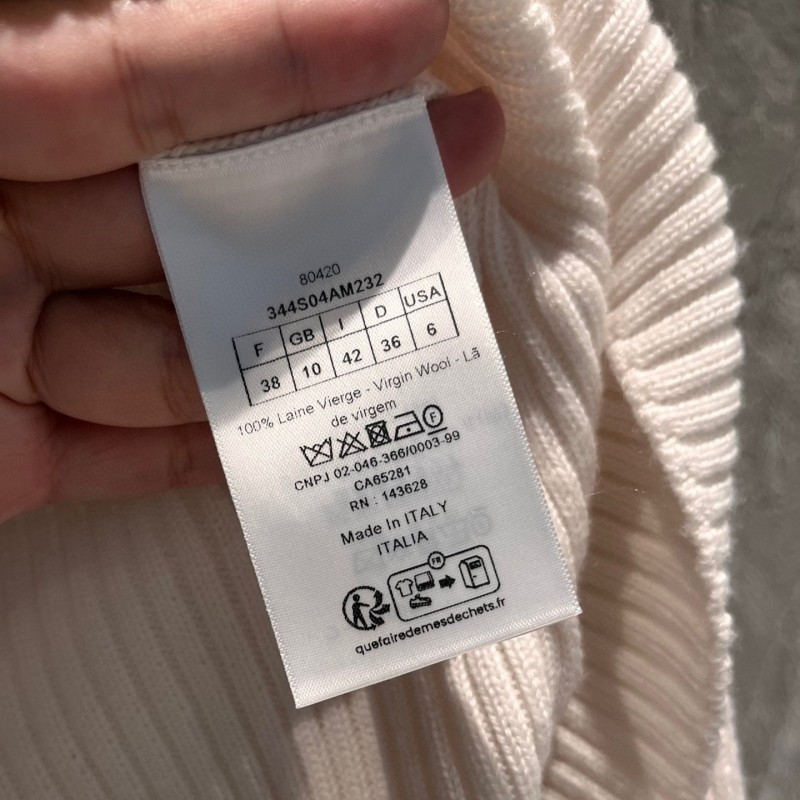 80420
344S04AM232
F GB I D USA
38 10 42 36 6
100% Laine Vierge - Virgin Wool - Lã
de virgem
F
CNPJ 02-046-366/0003-99
CA65281
RN : 143628
Made In ITALY
ITALIA
FR
quefairedemesdechets.fr